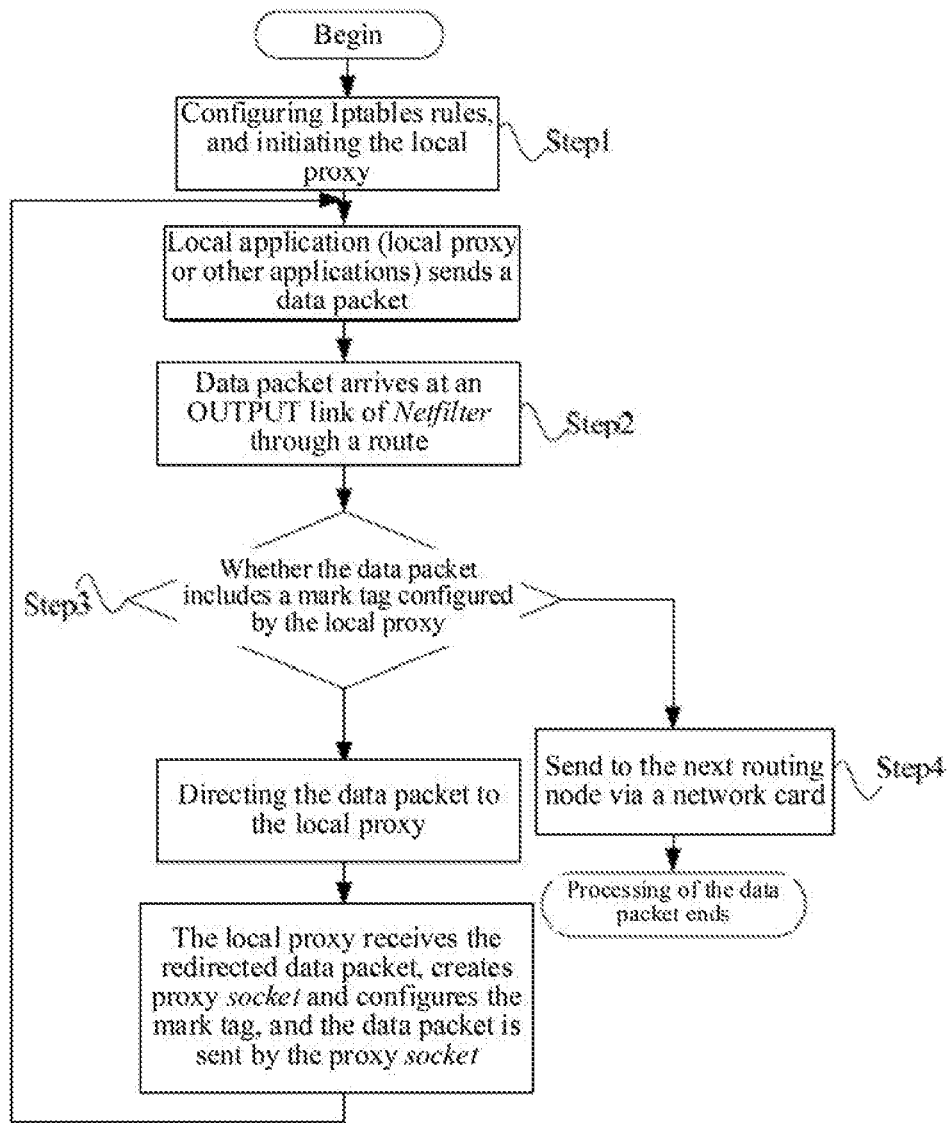 Begin
Configuring Iptables rules,
and initiating the local
proxy
Step1
Local application (local proxy
or other applications) sends a
data packet
Data packet arrives at an
OUTPUT link of Netfilter
through a route
Step2
Whether the data packet
includes a mark tag configured
by the local proxy
Step3
Directing the data packet to
the local proxy
Send to the next routing
node via a network card
Step4
Processing of the data
packet ends
The local proxy receives the
redirected data packet, creates
proxy socket and configures the
mark tag, and the data packet is
sent by the proxy socket